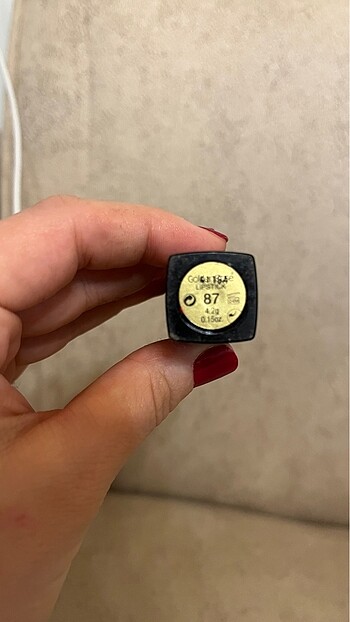 LIPSTICK
87
4.2g
0.15oz.